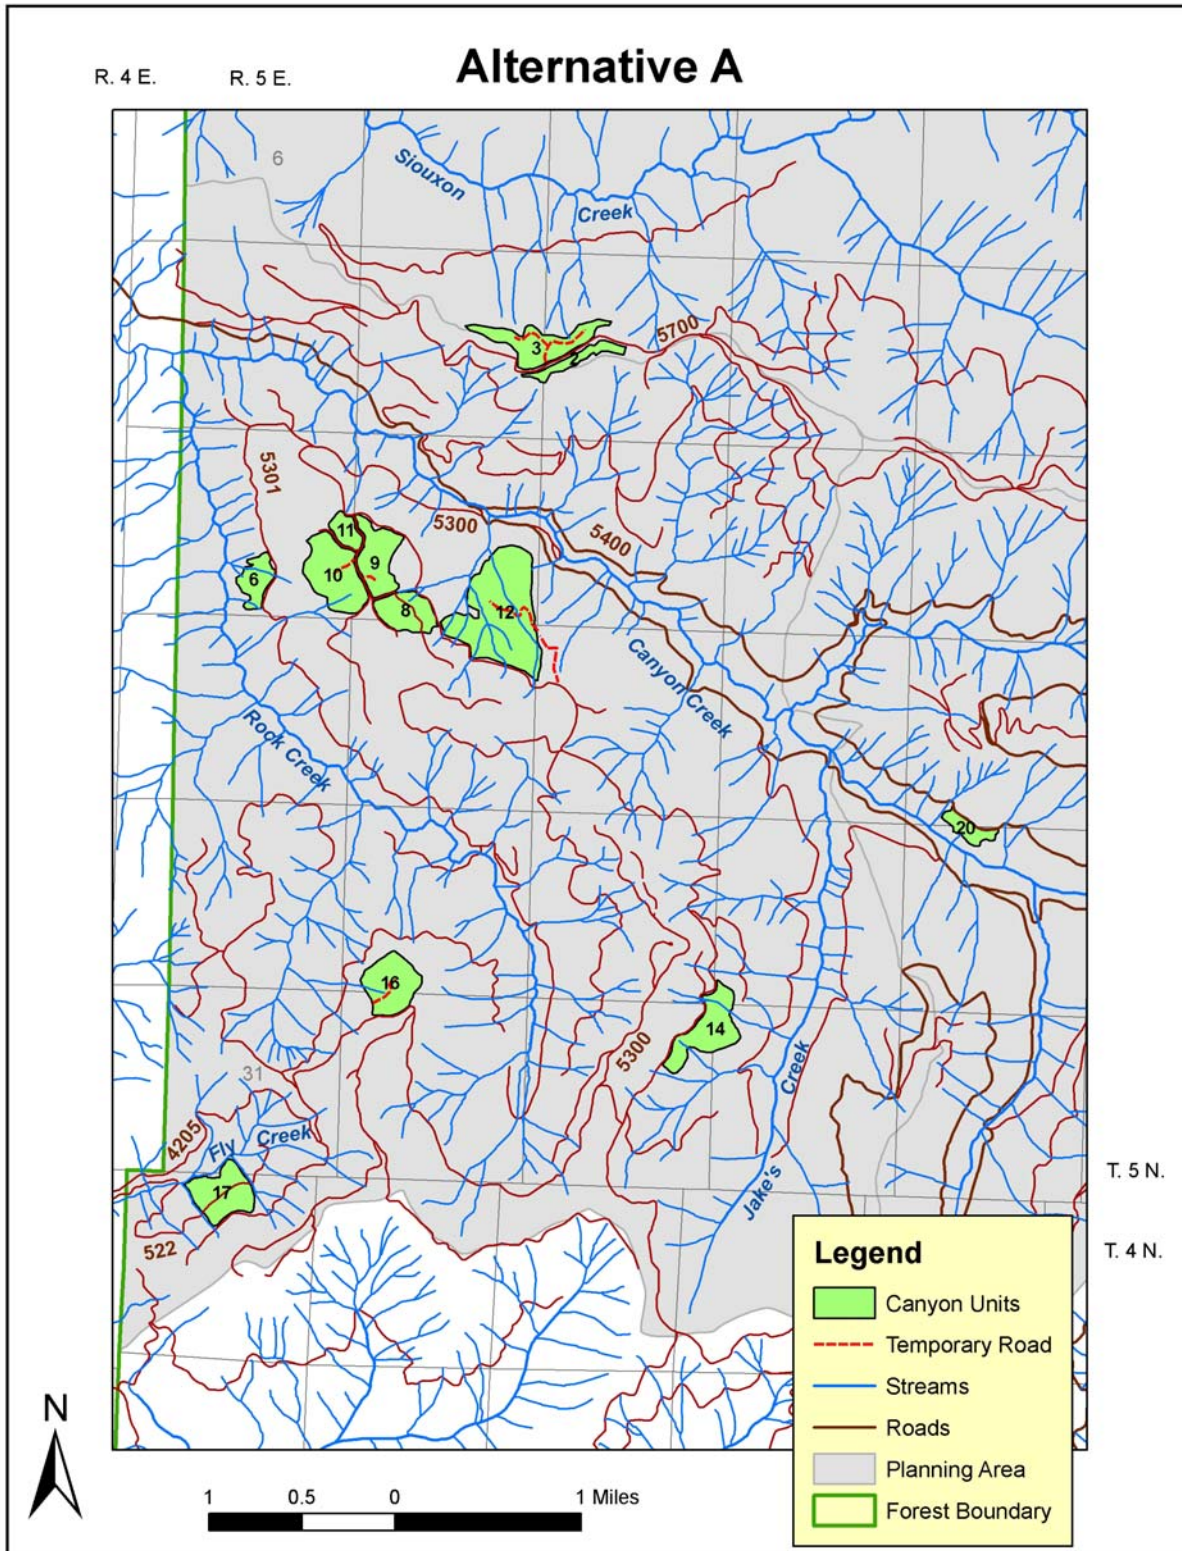 Alternative A
R. 4 E.
R. 5 E.
6
Siouxon
Creek
5700
3
5301
5300
5400
11
9
10
6
8
12
Canyon Creek
Rock Creek
20
16
14
5300
Creek
Jake's
31
4205
Fly Creek
17
522
T. 5 N.
T. 4 N.
Legend
Canyon Units
Temporary Road
Streams
Roads
Planning Area
Forest Boundary
N
1 0.5 0 1 Miles